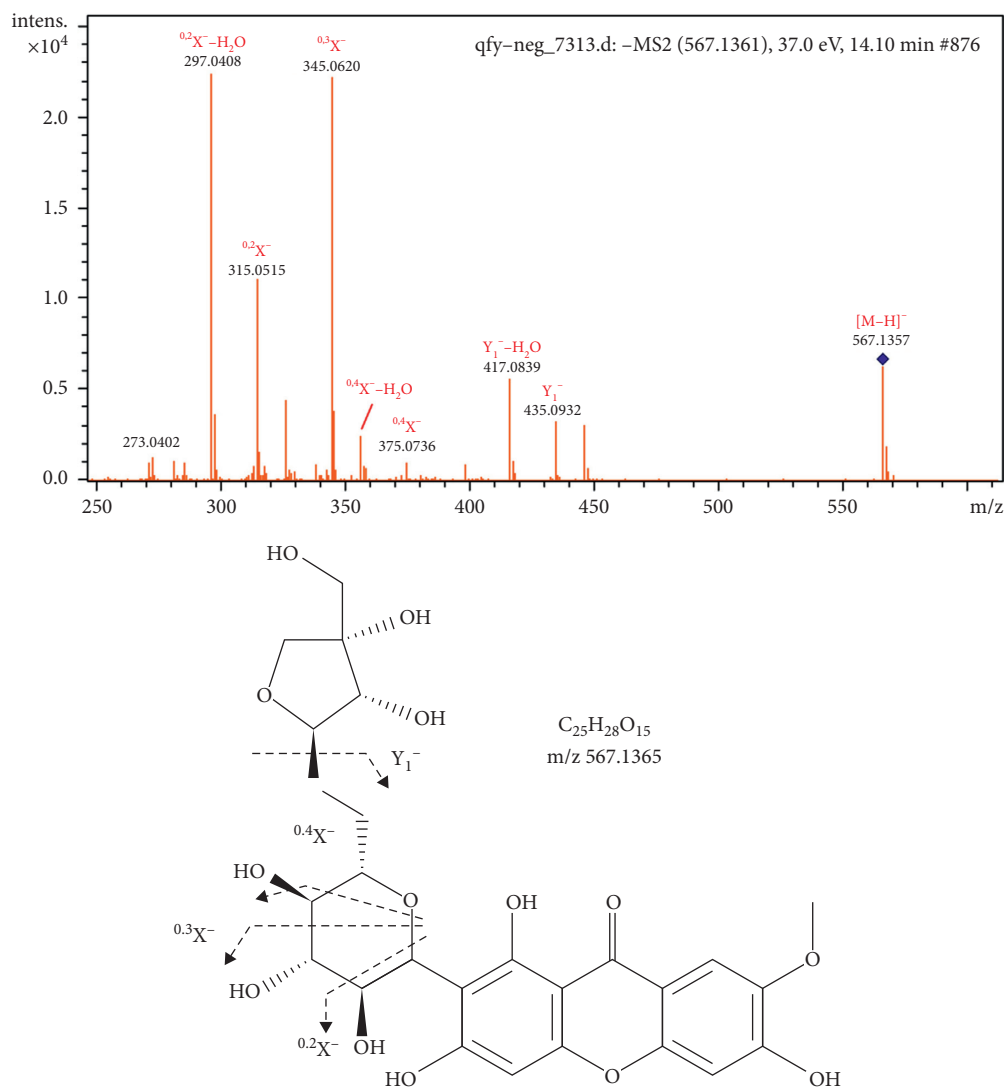 intens.
×10⁴
qfy–neg_7313.d: –MS2 (567.1361), 37.0 eV, 14.10 min #876
⁰,²X⁻–H₂O
297.0408
⁰,³X⁻
345.0620
2.0
1.5
⁰,²X⁻
315.0515
1.0
[M–H]⁻
567.1357
Y₁⁻–H₂O
417.0839
0.5
⁰,⁴X⁻–H₂O
Y₁⁻
435.0932
⁰,⁴X⁻
375.0736
273.0402
0.0
250 300 350 400 450 500 550 m/z
HO
OH
O
OH
C₂₅H₂₈O₁₅
m/z 567.1365
Y₁⁻
⁰.⁴X⁻
HO
O
OH
O
⁰.³X⁻
O
HO
⁰.²X⁻
OH
HO
O
OH